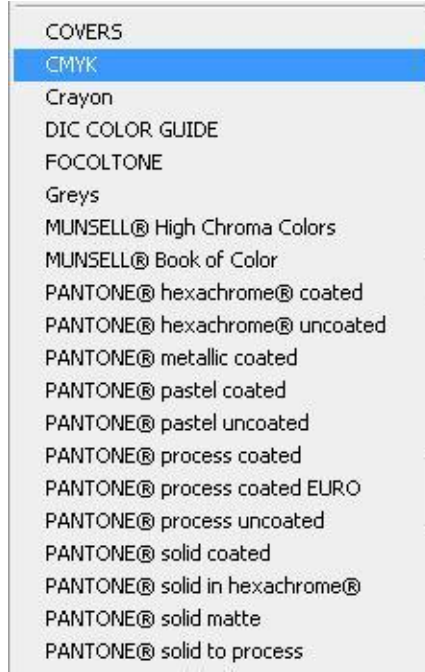 COVERS
CMYK
Crayon
DIC COLOR GUIDE
FOCOLTONE
Greys
MUNSELL® High Chroma Colors
MUNSELL® Book of Color
PANTONE® hexachrome® coated
PANTONE® hexachrome® uncoated
PANTONE® metallic coated
PANTONE® pastel coated
PANTONE® pastel uncoated
PANTONE® process coated
PANTONE® process coated EURO
PANTONE® process uncoated
PANTONE® solid coated
PANTONE® solid in hexachrome®
PANTONE® solid matte
PANTONE® solid to process